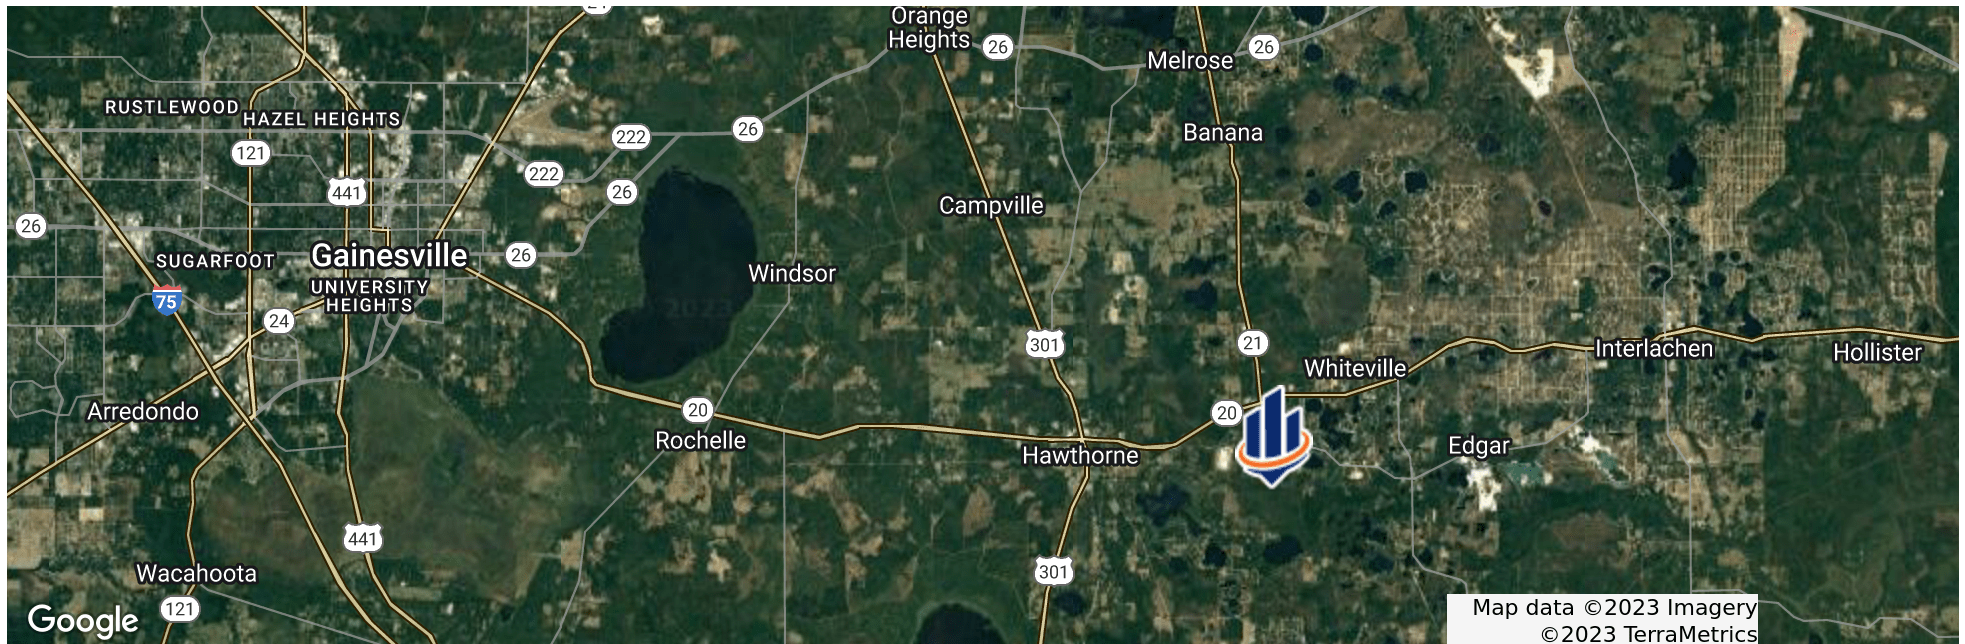 21
Orange
Heights
26
Melrose
26
RUSTLEWOOD
HAZEL HEIGHTS
222
26
Banana
121
222
441
26
Campville
26
SUGARFOOT
Gainesville
26
Windsor
UNIVERSITY
HEIGHTS
75
2023
24
301
21
Interlachen
Hollister
Whiteville
Arredondo
20
20
Rochelle
Hawthorne
Edgar
441
Wacahoota
301
121
Google
Map data ©2023 Imagery
©2023 TerraMetrics